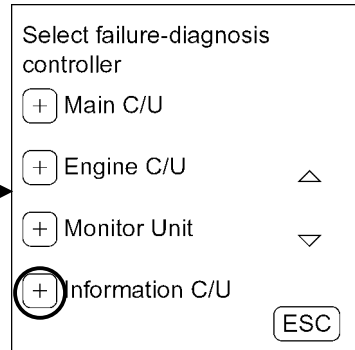 Select failure-diagnosis
controller
+ Main C/U
+ Engine C/U
+ Monitor Unit
+ Information C/U
ESC